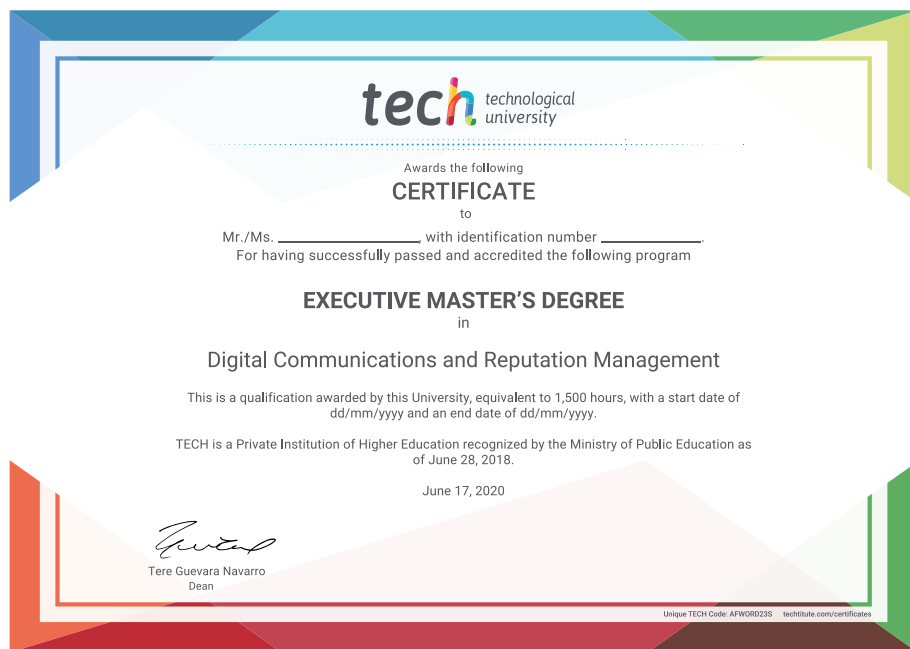 tech technological
university
Awards the following
CERTIFICATE
to
Mr./Ms. ____________________, with identification number ______________.
For having successfully passed and accredited the following program
EXECUTIVE MASTER’S DEGREE
in
Digital Communications and Reputation Management
This is a qualification awarded by this University, equivalent to 1,500 hours, with a start date of
dd/mm/yyyy and an end date of dd/mm/yyyy.
TECH is a Private Institution of Higher Education recognized by the Ministry of Public Education as
of June 28, 2018.
June 17, 2020
Tere Guevara Navarro
Dean
Unique TECH Code: AFWORD23S techtitute.com/certificates